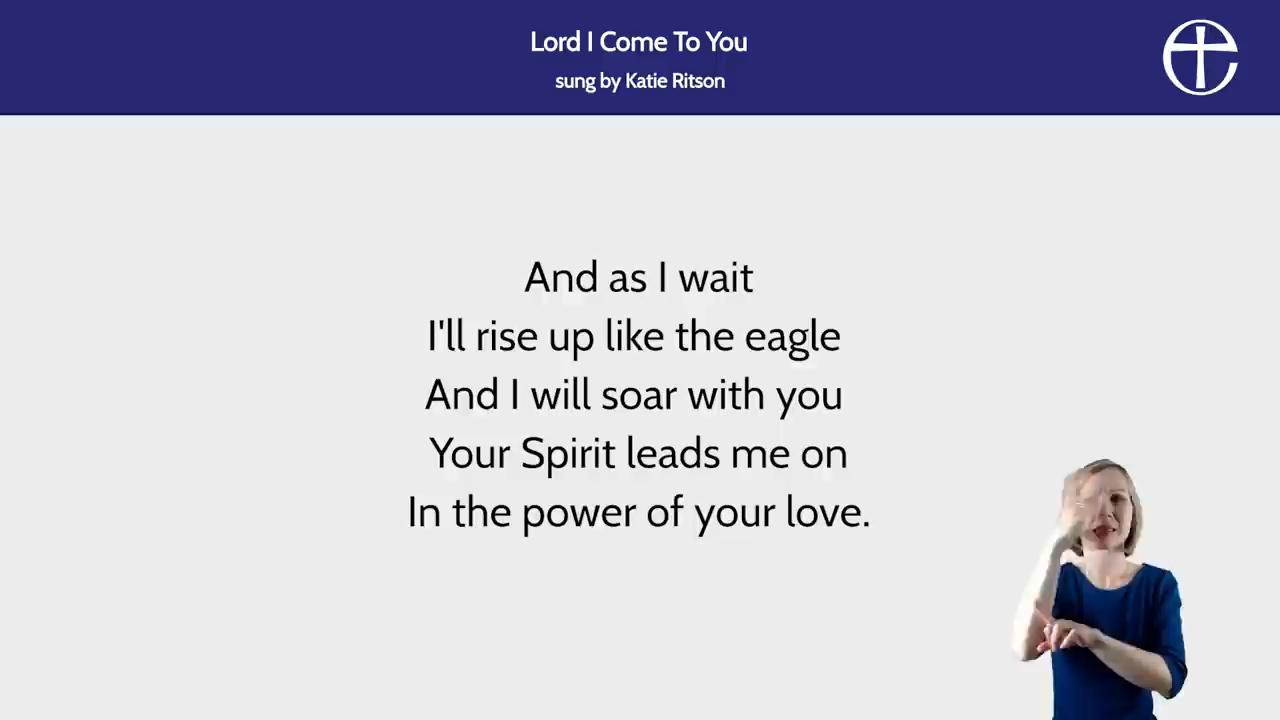 Lord I Come To You
sung by Katie Ritson
And as I wait
I'll rise up like the eagle
And I will soar with you
Your Spirit leads me on
In the power of your love.